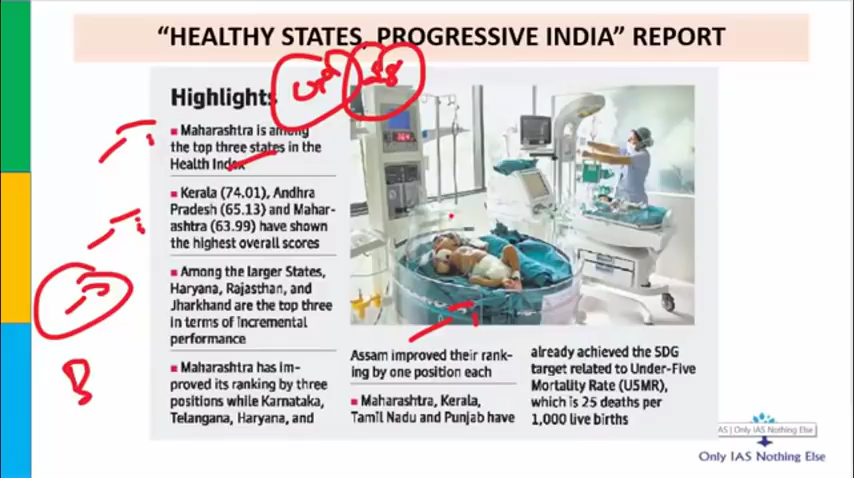 “HEALTHY STATES, PROGRESSIVE INDIA” REPORT
Highlights
Maharashtra is among
the top three states in the
Health Index
Kerala (74.01), Andhra
Pradesh (65.13) and Mahar-
ashtra (63.99) have shown
the highest overall scores
Among the larger States,
Haryana, Rajasthan, and
Jharkhand are the top three
in terms of incremental
performance
Maharashtra has im-
proved its ranking by three
positions while Karnataka,
Telangana, Haryana, and
Assam improved their rank-
ing by one position each
Maharashtra, Kerala,
Tamil Nadu and Punjab have
already achieved the SDG
target related to Under-Five
Mortality Rate (U5MR),
which is 25 deaths per
1,000 live births
B
IAS | Only IAS Nothing Else
Only IAS Nothing Else